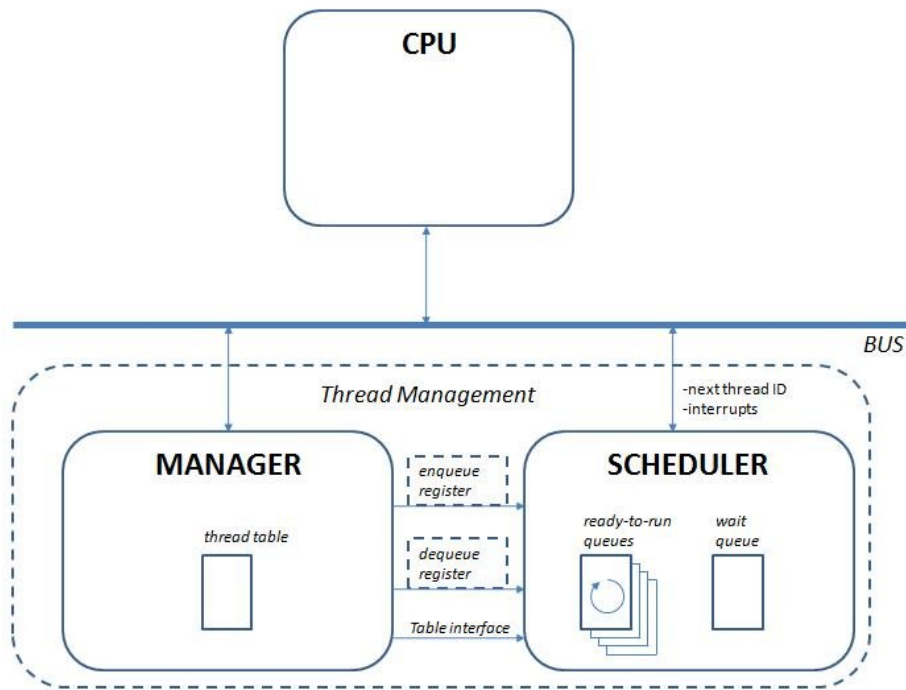 CPU
BUS
Thread Management
-next thread ID
-interrupts
MANAGER
thread table
enqueue
register
dequeue
register
Table interface
SCHEDULER
ready-to-run
queues
wait
queue